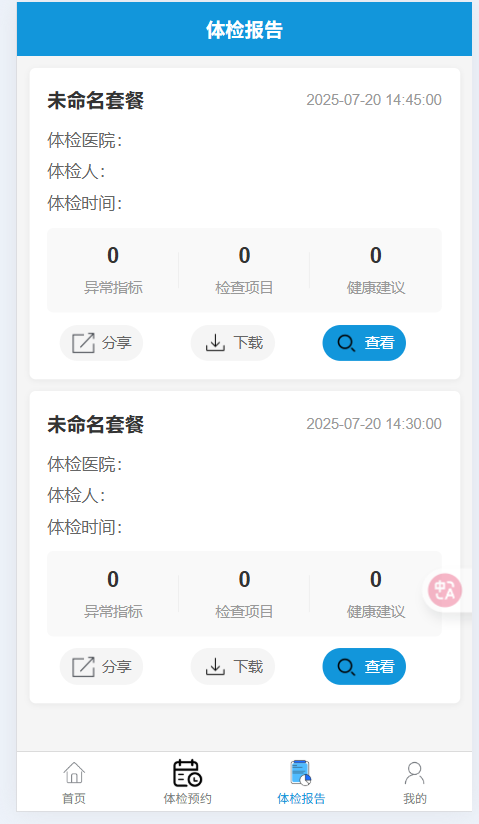 体检报告
未命名套餐 2025-07-20 14:45:00
体检医院：
体检人：
体检时间：
0 0 0
异常指标 检查项目 健康建议
分享 下载 查看
未命名套餐 2025-07-20 14:30:00
体检医院：
体检人：
体检时间：
0 0 0
异常指标 检查项目 健康建议
中A
分享 下载 查看
首页 体检预约 体检报告 我的